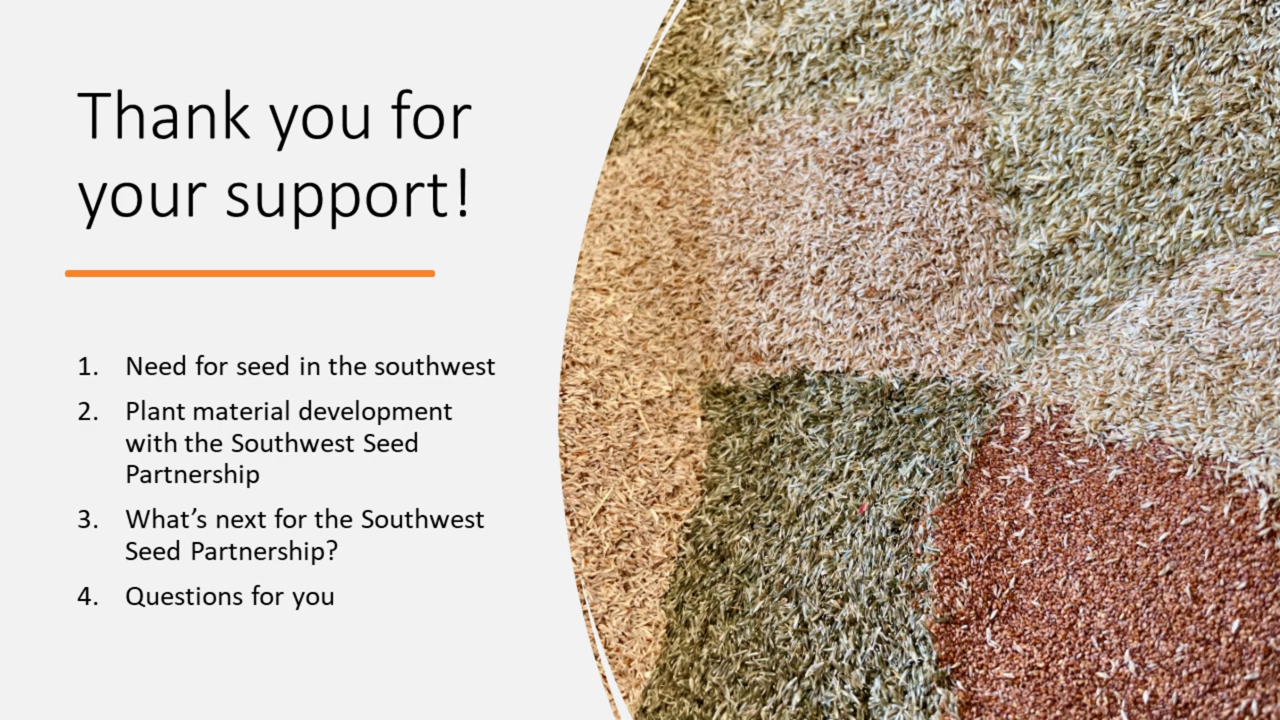 Thank you for
your support!
1. Need for seed in the southwest
2. Plant material development
with the Southwest Seed
Partnership
3. What’s next for the Southwest
Seed Partnership?
4. Questions for you